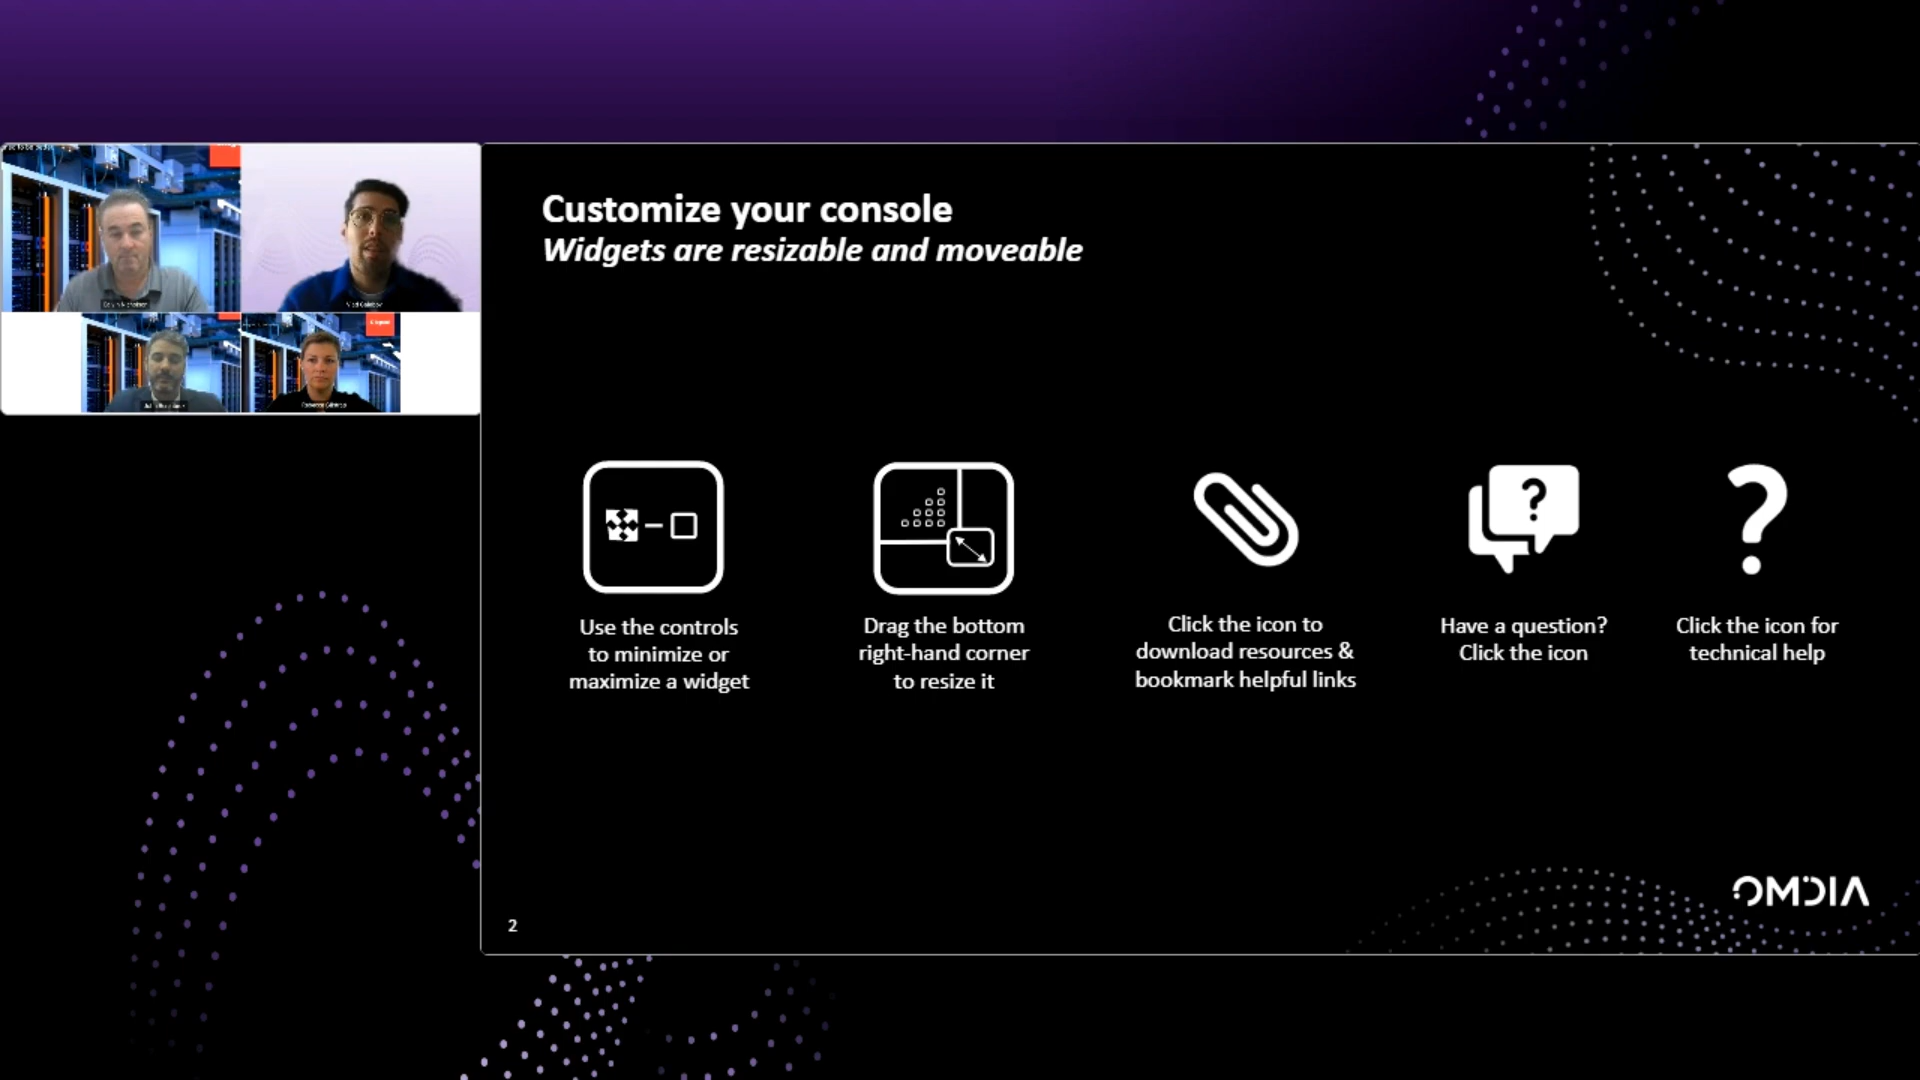 Customize your console
Widgets are resizable and moveable
?
Use the controls
to minimize or
maximize a widget
Drag the bottom
right-hand corner
to resize it
Click the icon to
download resources &
bookmark helpful links
Have a question?
Click the icon
?
Click the icon for
technical help
OMDIA
2